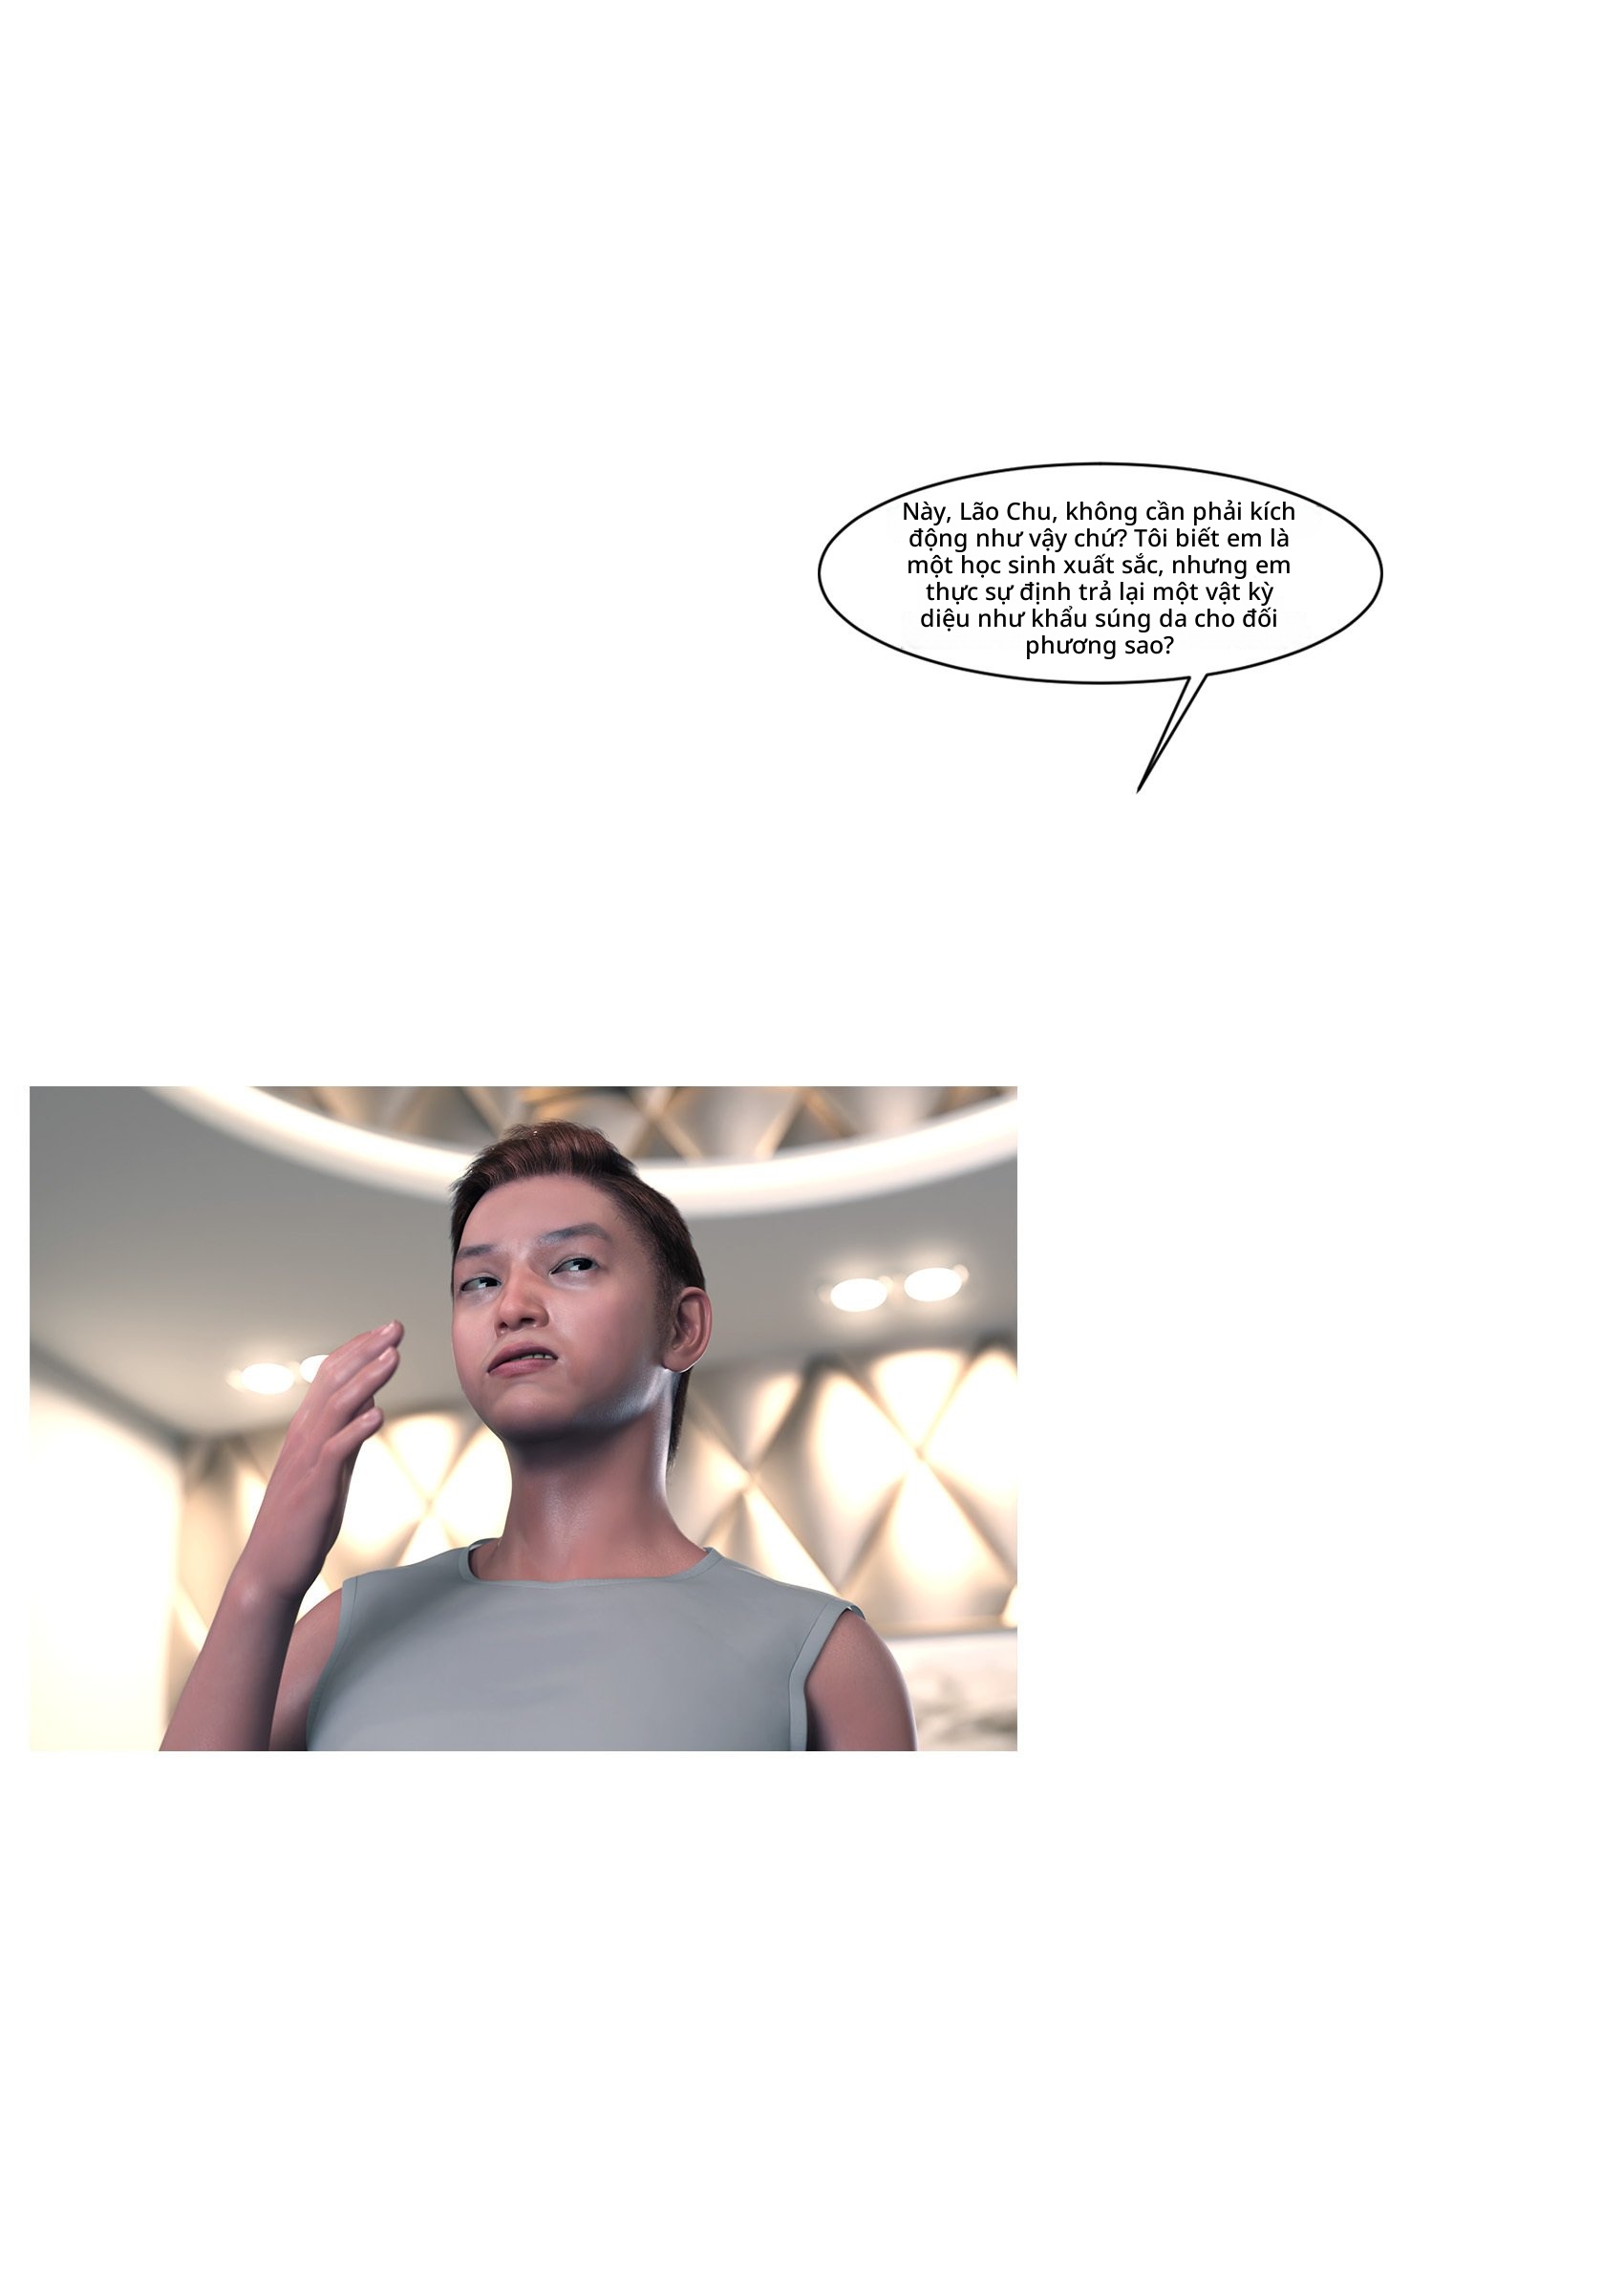 Này, Lão Chu, không cần phải kích
động như vậy chứ? Tôi biết em là
một học sinh xuất sắc, nhưng em
thực sự định trả lại một vật kỳ
diệu như khẩu súng da cho đối
phương sao?